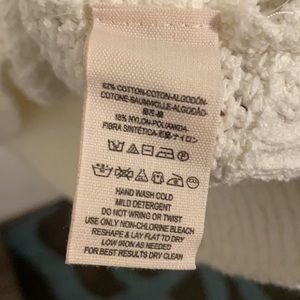 82% COTTON-COTON-ALGODÓN-
COTONE-BAUMWOLLE-ALGODÃO-
18% NYLON-POLIAMIDA-
FIBRA SINTÉTICA-
HAND WASH COLD
MILD DETERGENT
DO NOT WRING OR TWIST
USE ONLY NON-CHLORINE BLEACH
RESHAPE & LAY FLAT TO DRY
LOW IRON AS NEEDED
FOR BEST RESULTS DRY CLEAN